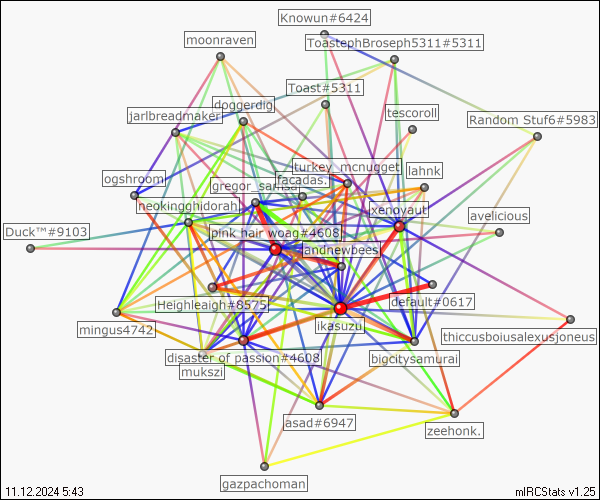 Knowun#6424
moonraven
ToastephBroseph5311#5311
Toast#5311
doggerdig
tescoroll
jarlbreadmaker
Random Stuf6#5983
turkey_mcnugget
lahnk
ogshroom
facadas.
gregor_samsa
neokingghidorah
xenovaut
avelicious
Duck™#9103
pink hair woag#4608
andrewbees
Heighleaigh#8575
default#0617
mingus4742
ikasuzu
thiccusboiusalexusjoneus
disaster of passion#4608
bigcitysamurai
mukszi
asad#6947
zeehonk.
gazpachoman
11.12.2024 5:43
mIRCStats v1.25